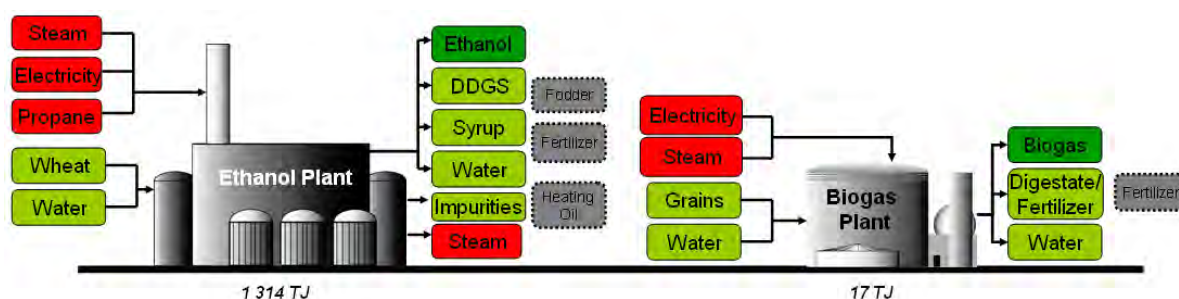 Steam
Electricity
Propane
Wheat
Water
Ethanol Plant
Ethanol
DDGS
Fodder
Syrup
Fertilizer
Water
Impurities
Heating
Oil
Steam
1 314 TJ
Electricity
Steam
Grains
Water
Biogas
Plant
Biogas
Digestate/
Fertilizer
Fertilizer
Water
17 TJ